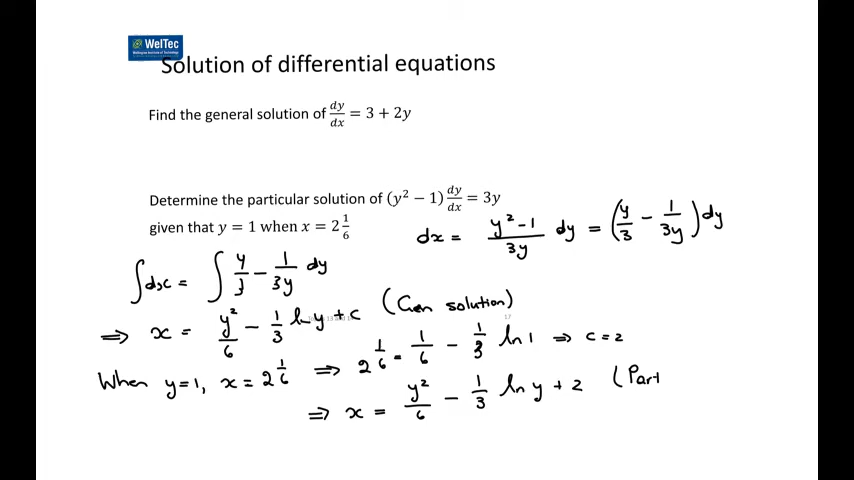 WelTec
Solution of differential equations
Find the general solution of dy/dx = 3 + 2y
Determine the particular solution of (y² − 1) dy/dx = 3y
given that y = 1 when x = 2 1/6
dx = (y² − 1)/3y dy = (y/3 − 1/3y) dy
∫dx = ∫ y/3 − 1/3y dy
⇒ x = y²/6 − 1/3 ln y + c (Gen solution)
17
When y=1, x = 2 1/6 ⇒ 2 1/6 = 1/6 − 1/3 ln 1 ⇒ c = 2
⇒ x = y²/6 − 1/3 ln y + 2 (Part